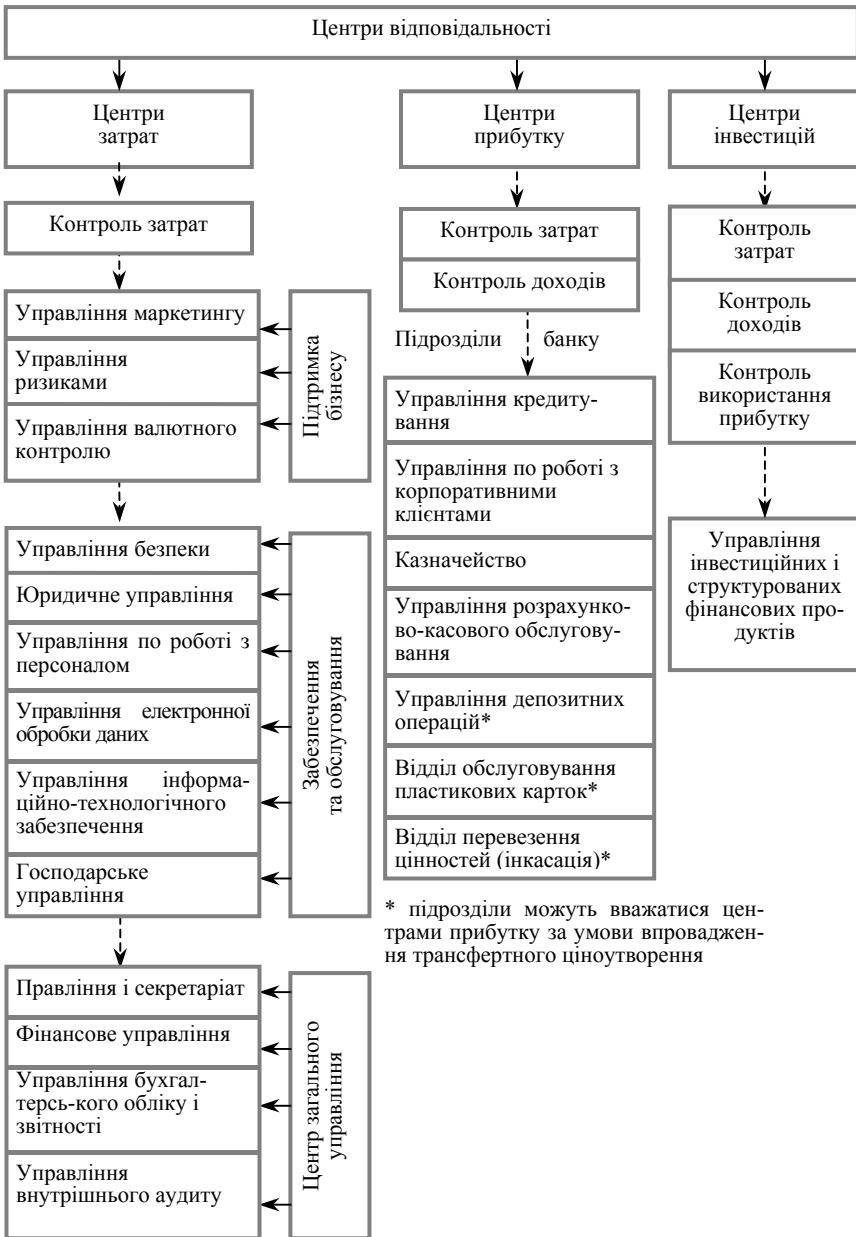 Центри відповідальності
Центри
затрат
Контроль затрат
Управління маркетингу
Управління
ризиками
Управління валютного
контролю
Підтримка
бізнесу
Управління безпеки
Юридичне управління
Управління по роботі з
персоналом
Управління електронної
обробки даних
Управління інформа-
ційно-технологічного
забезпечення
Господарське
управління
Забезпечення
та обслуговування
Правління і секретаріат
Фінансове управління
Управління бухгал-
терсь-кого обліку і
звітності
Управління
внутрішнього аудиту
Центр загального
управління
Центри
прибутку
Контроль затрат
Контроль доходів
Підрозділи банку
Управління кредиту-
вання
Управління по роботі з
корпоративними
клієнтами
Казначейство
Управління розрахунко-
во-касового обслугову-
вання
Управління депозитних
операцій*
Відділ обслуговування
пластикових карток*
Відділ перевезення
цінностей (інкасація)*
* підрозділи можуть вважатися цен-
трами прибутку за умови впроваджен-
ня трансфертного ціноутворення
Центри
інвестицій
Контроль
затрат
Контроль
доходів
Контроль
використання
прибутку
Управління
інвестиційних і
структурованих
фінансових про-
дуктів